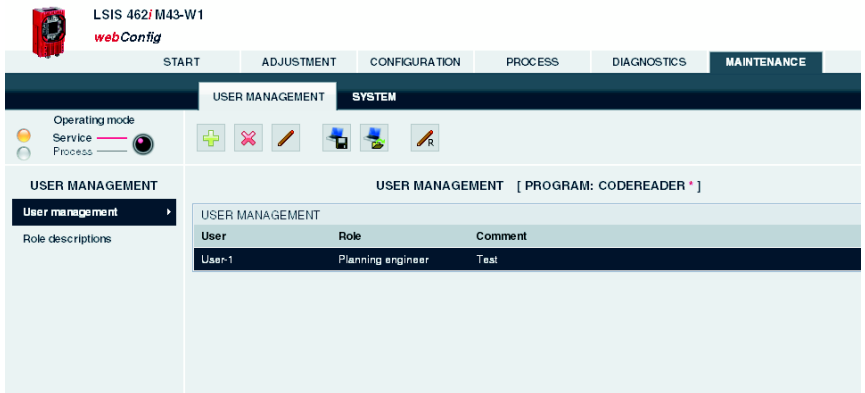 LSIS 462i M43-W1
webConfig
START ADJUSTMENT CONFIGURATION PROCESS DIAGNOSTICS MAINTENANCE
USER MANAGEMENT SYSTEM
Operating mode
Service
Process
R
USER MANAGEMENT
User management
Role descriptions
USER MANAGEMENT [ PROGRAM: CODEREADER * ]
USER MANAGEMENT
User Role Comment
User-1 Planning engineer Test